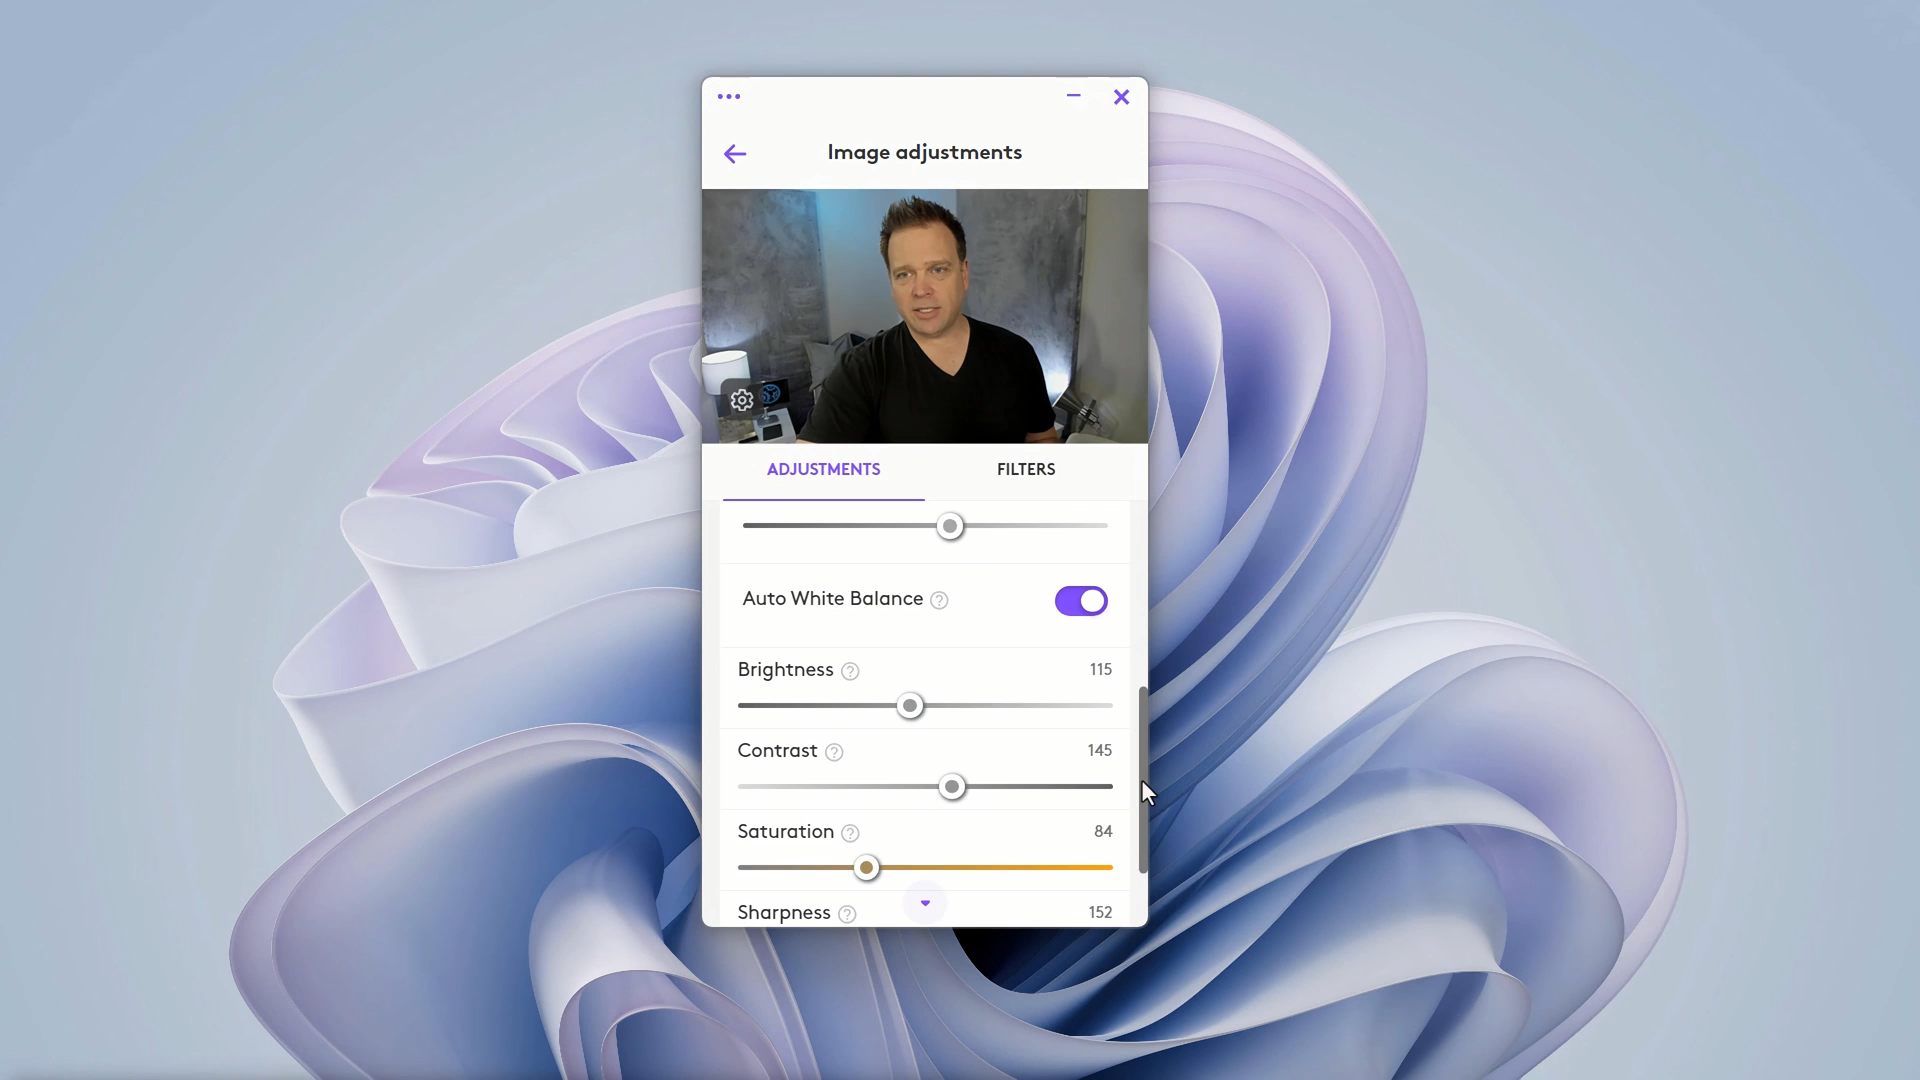 Image adjustments
ADJUSTMENTS
FILTERS
Auto White Balance ?
Brightness ? 115
Contrast ? 145
Saturation ? 84
Sharpness ? 152